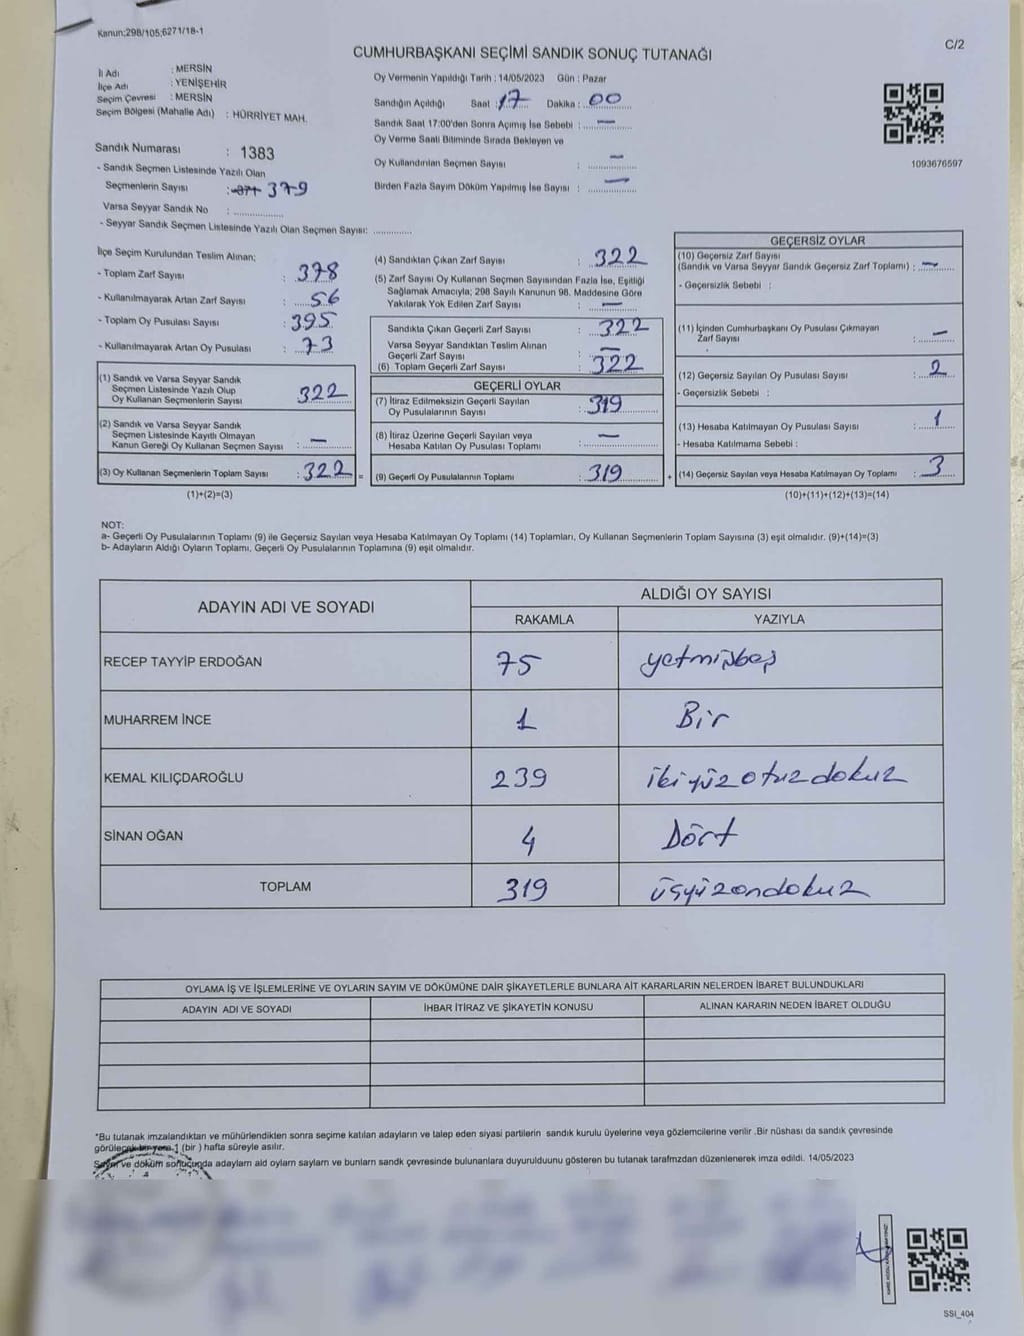 Kanun:298/105;6271/18-1
C/2
CUMHURBAŞKANI SEÇİMİ SANDIK SONUÇ TUTANAĞI
İli Adı : MERSİN
İlçe Adı : YENİŞEHİR
Seçim Çevresi : MERSİN
Seçim Bölgesi (Mahalle Adı) : HÜRRİYET MAH.
Sandık Numarası : 1383
- Sandık Seçmen Listesinde Yazılı Olan
Seçmenlerin Sayısı : 379
Varsa Seyyar Sandık No : ..............
- Seyyar Sandık Seçmen Listesinde Yazılı Olan Seçmen Sayısı: ............
Oy Vermenin Yapıldığı Tarih : 14/05/2023 Gün : Pazar
Sandığın Açıldığı Saat : 17 Dakika : 00
Sandık Saat 17:00'den Sonra Açımış İse Sebebi : —
Oy Verme Saati Bitiminde Sırada Bekleyen ve
Oy Kullandırılan Seçmen Sayısı : —
Birden Fazla Sayım Döküm Yapılmış İse Sayısı : —
1093676597
İlçe Seçim Kurulundan Teslim Alınan;
- Toplam Zarf Sayısı : 378
- Kullanılmayarak Artan Zarf Sayısı : 56
- Toplam Oy Pusulası Sayısı : 395
- Kullanılmayarak Artan Oy Pusulası : 73
(1) Sandık ve Varsa Seyyar Sandık
Seçmen Listesinde Yazılı Olup
Oy Kullanan Seçmenlerin Sayısı 322
(2) Sandık ve Varsa Seyyar Sandık
Seçmen Listesinde Kayıtlı Olmayan
Kanun Gereği Oy Kullanan Seçmen Sayısı : —
(3) Oy Kullanan Seçmenlerin Toplam Sayısı : 322 =
(1)+(2)=(3)
(4) Sandıktan Çıkan Zarf Sayısı : 322
(5) Zarf Sayısı Oy Kullanan Seçmen Sayısından Fazla İse, Eşitliği
Sağlamak Amacıyla; 298 Sayılı Kanunun 98. Maddesine Göre
Yakılarak Yok Edilen Zarf Sayısı : —
Sandıkta Çıkan Geçerli Zarf Sayısı : 322
Varsa Seyyar Sandıktan Teslim Alınan
Geçerli Zarf Sayısı : —
(6) Toplam Geçerli Zarf Sayısı : 322
GEÇERLİ OYLAR
(7) İtiraz Edilmeksizin Geçerli Sayılan
Oy Pusulalarının Sayısı : 319
(8) İtiraz Üzerine Geçerli Sayılan veya
Hesaba Katılan Oy Pusulası Toplamı : —
(9) Geçerli Oy Pusulalarının Toplamı : 319 +
GEÇERSİZ OYLAR
(10) Geçersiz Zarf Sayısı
(Sandık ve Varsa Seyyar Sandık Geçersiz Zarf Toplamı) : —
- Geçersizlik Sebebi :
(11) İçinden Cumhurbaşkanı Oy Pusulası Çıkmayan
Zarf Sayısı : —
(12) Geçersiz Sayılan Oy Pusulası Sayısı : 2
- Geçersizlik Sebebi :
(13) Hesaba Katılmayan Oy Pusulası Sayısı : 1
- Hesaba Katılmama Sebebi :
(14) Geçersiz Sayılan veya Hesaba Katılmayan Oy Toplamı : 3
(10)+(11)+(12)+(13)=(14)
NOT:
a- Geçerli Oy Pusulalarının Toplamı (9) ile Geçersiz Sayılan veya Hesaba Katılmayan Oy Toplamı (14) Toplamları, Oy Kullanan Seçmenlerin Toplam Sayısına (3) eşit olmalıdır. (9)+(14)=(3)
b- Adayların Aldığı Oyların Toplamı, Geçerli Oy Pusulalarının Toplamına (9) eşit olmalıdır.
ADAYIN ADI VE SOYADI
ALDIĞI OY SAYISI
RAKAMLA YAZIYLA
RECEP TAYYİP ERDOĞAN 75 yetmişbeş
MUHARREM İNCE 1 Bir
KEMAL KILIÇDAROĞLU 239 ikiyüzotuzdokuz
SİNAN OĞAN 4 Dört
TOPLAM 319 üşyüzondokuz
OYLAMA İŞ VE İŞLEMLERİNE VE OYLARIN SAYIM VE DÖKÜMÜNE DAİR ŞİKAYETLERLE BUNLARA AİT KARARLARIN NELERDEN İBARET BULUNDUKLARI
ADAYIN ADI VE SOYADI İHBAR İTİRAZ VE ŞİKAYETİN KONUSU ALINAN KARARIN NEDEN İBARET OLDUĞU
*Bu tutanak imzalandıktan ve mühürlendikten sonra seçime katılan adayların ve talep eden siyasi partilerin sandık kurulu üyelerine veya gözlemcilerine verilir .Bir nüshası da sandık çevresinde
görülecek bir yere 1 (bir ) hafta süreyle asılır.
Sayım ve döküm sonuçunda adaylarn ald oylarn saylarn ve bunlarn sandk çevresinde bulunanlara duyurulduunu gösteren bu tutanak tarafmzdan düzenlenerek imza edildi. 14/05/2023
SSI_404